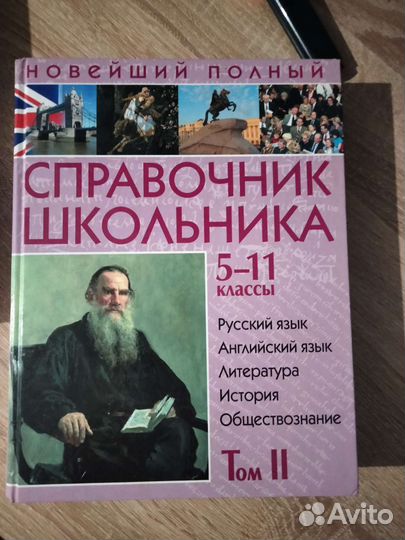 НОВЕЙШИЙ ПОЛНЫЙ
СПРАВОЧНИК
ШКОЛЬНИКА
5–11
классы
Русский язык
Английский язык
Литература
История
Обществознание
Том II
Avito